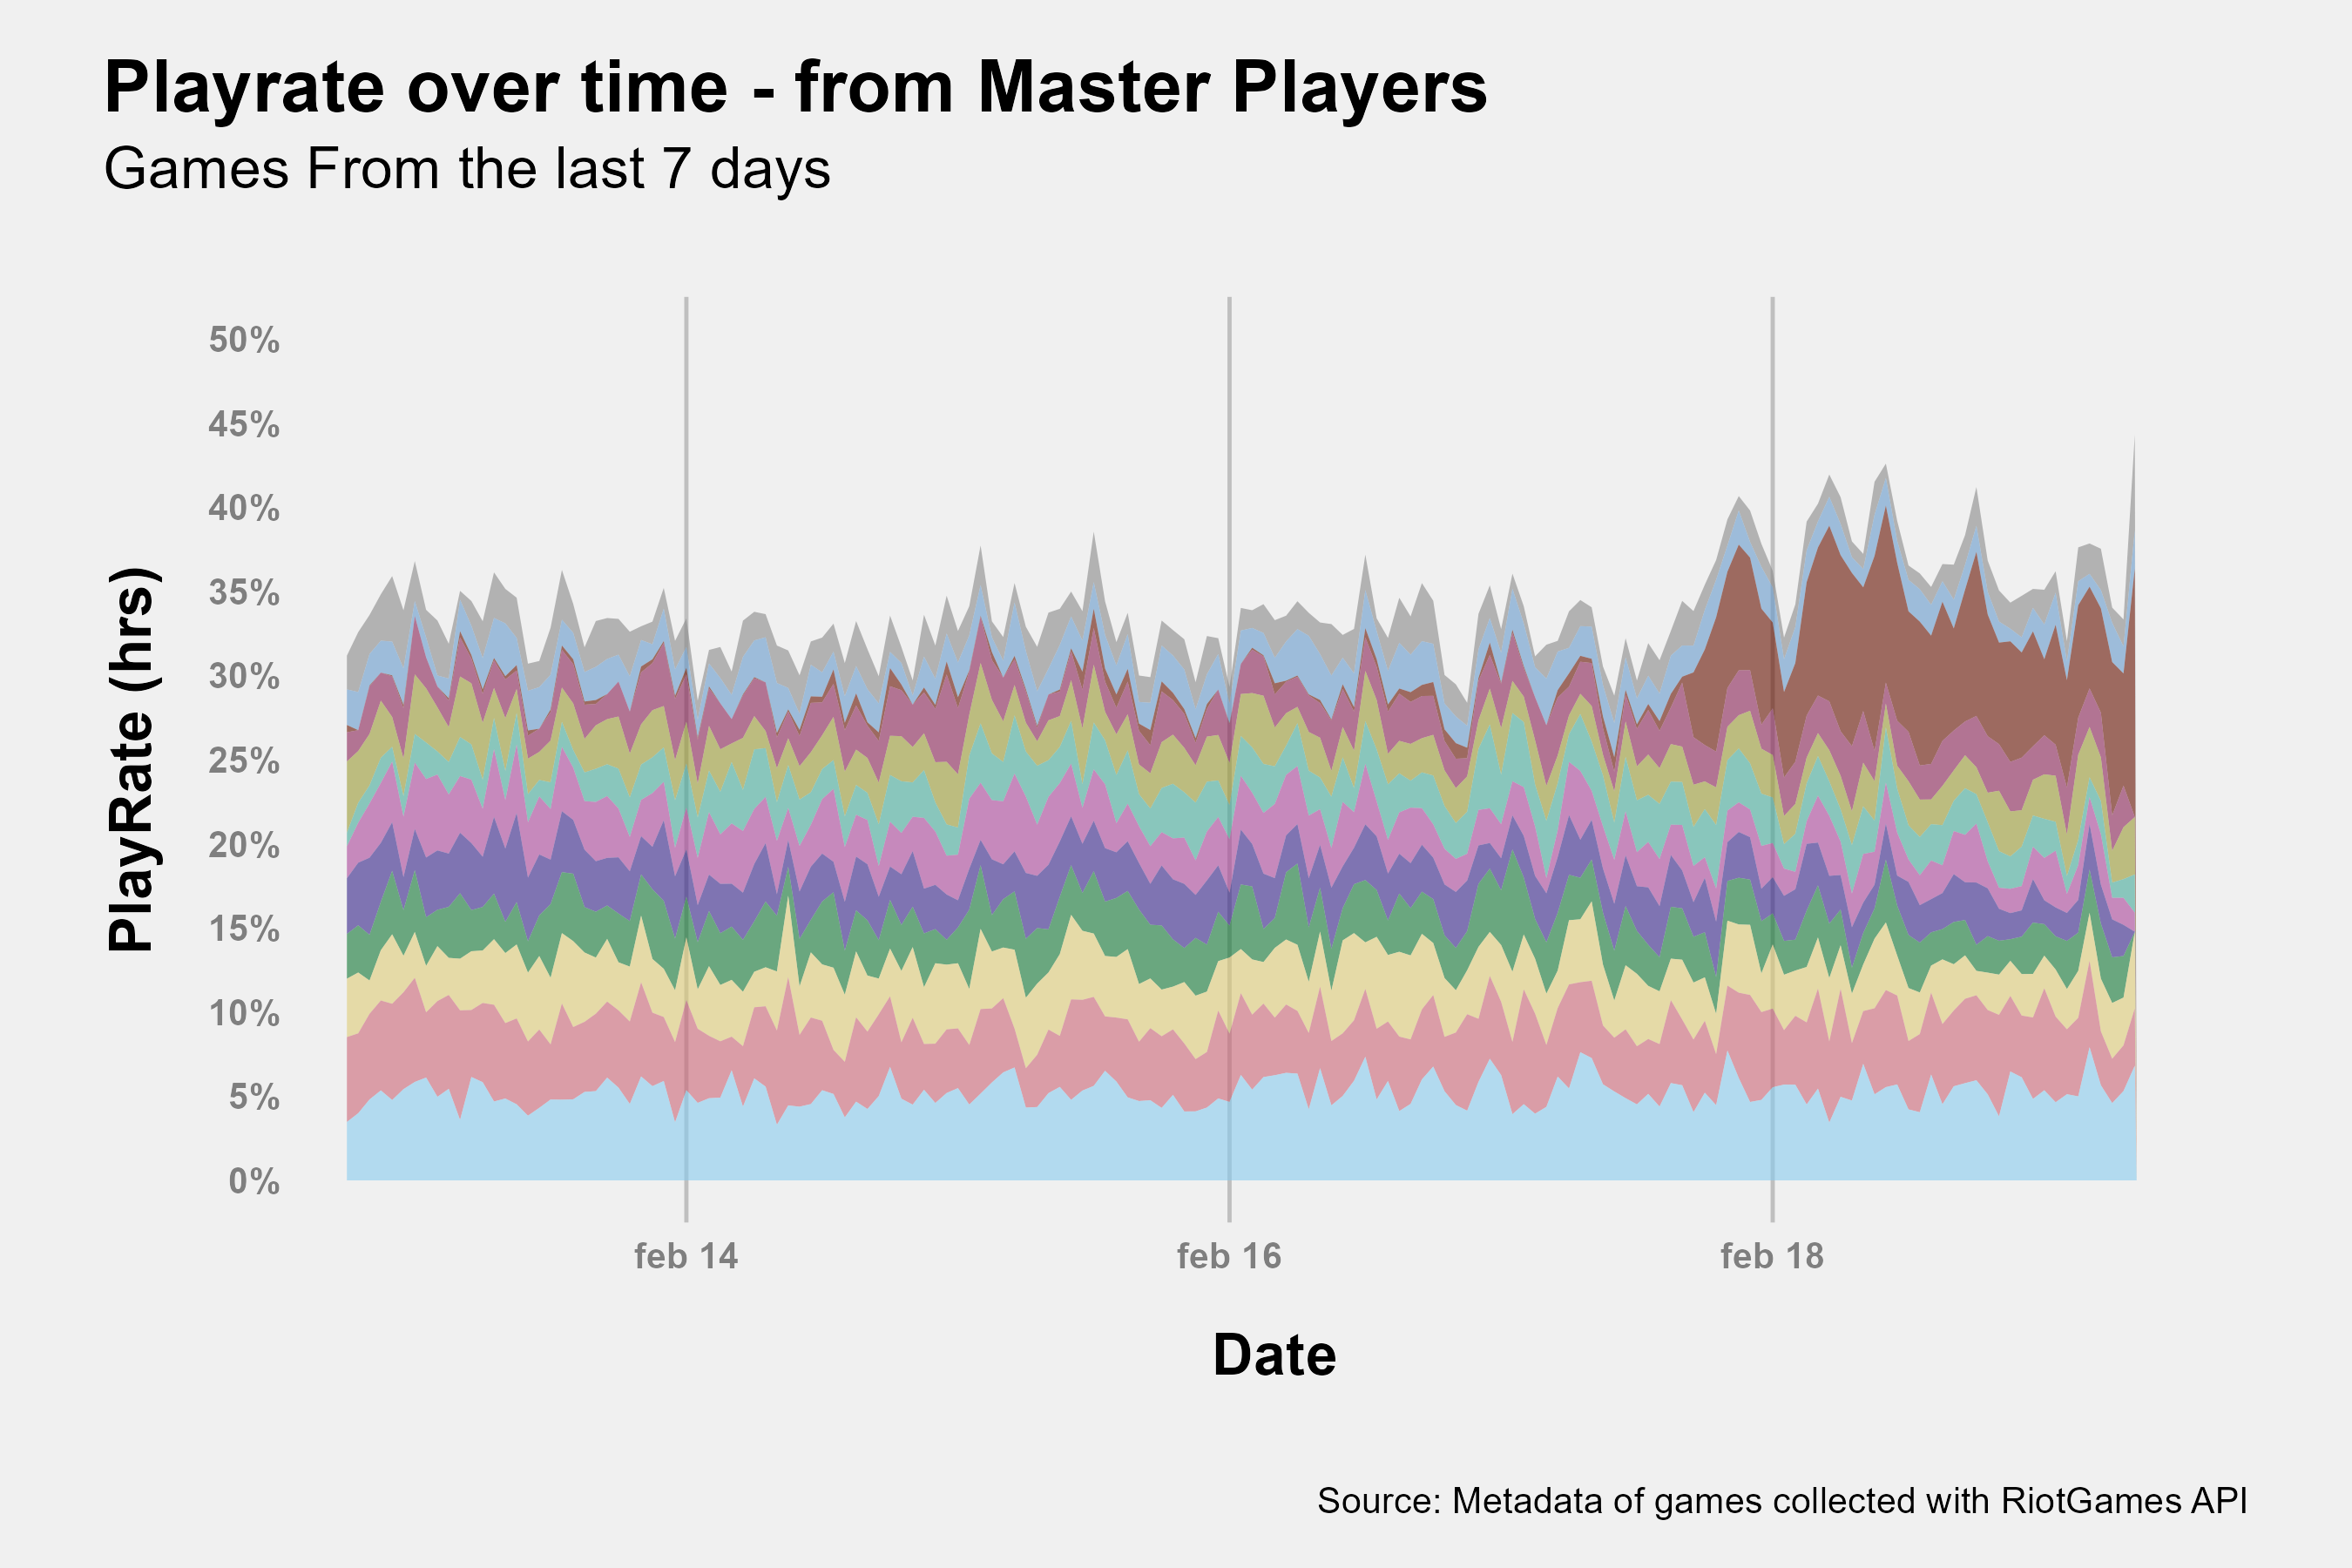 Playrate over time - from Master Players
Games From the last 7 days
PlayRate (hrs)
50%
45%
40%
35%
30%
25%
20%
15%
10%
5%
0%
feb 14
feb 16
feb 18
Date
Source: Metadata of games collected with RiotGames API